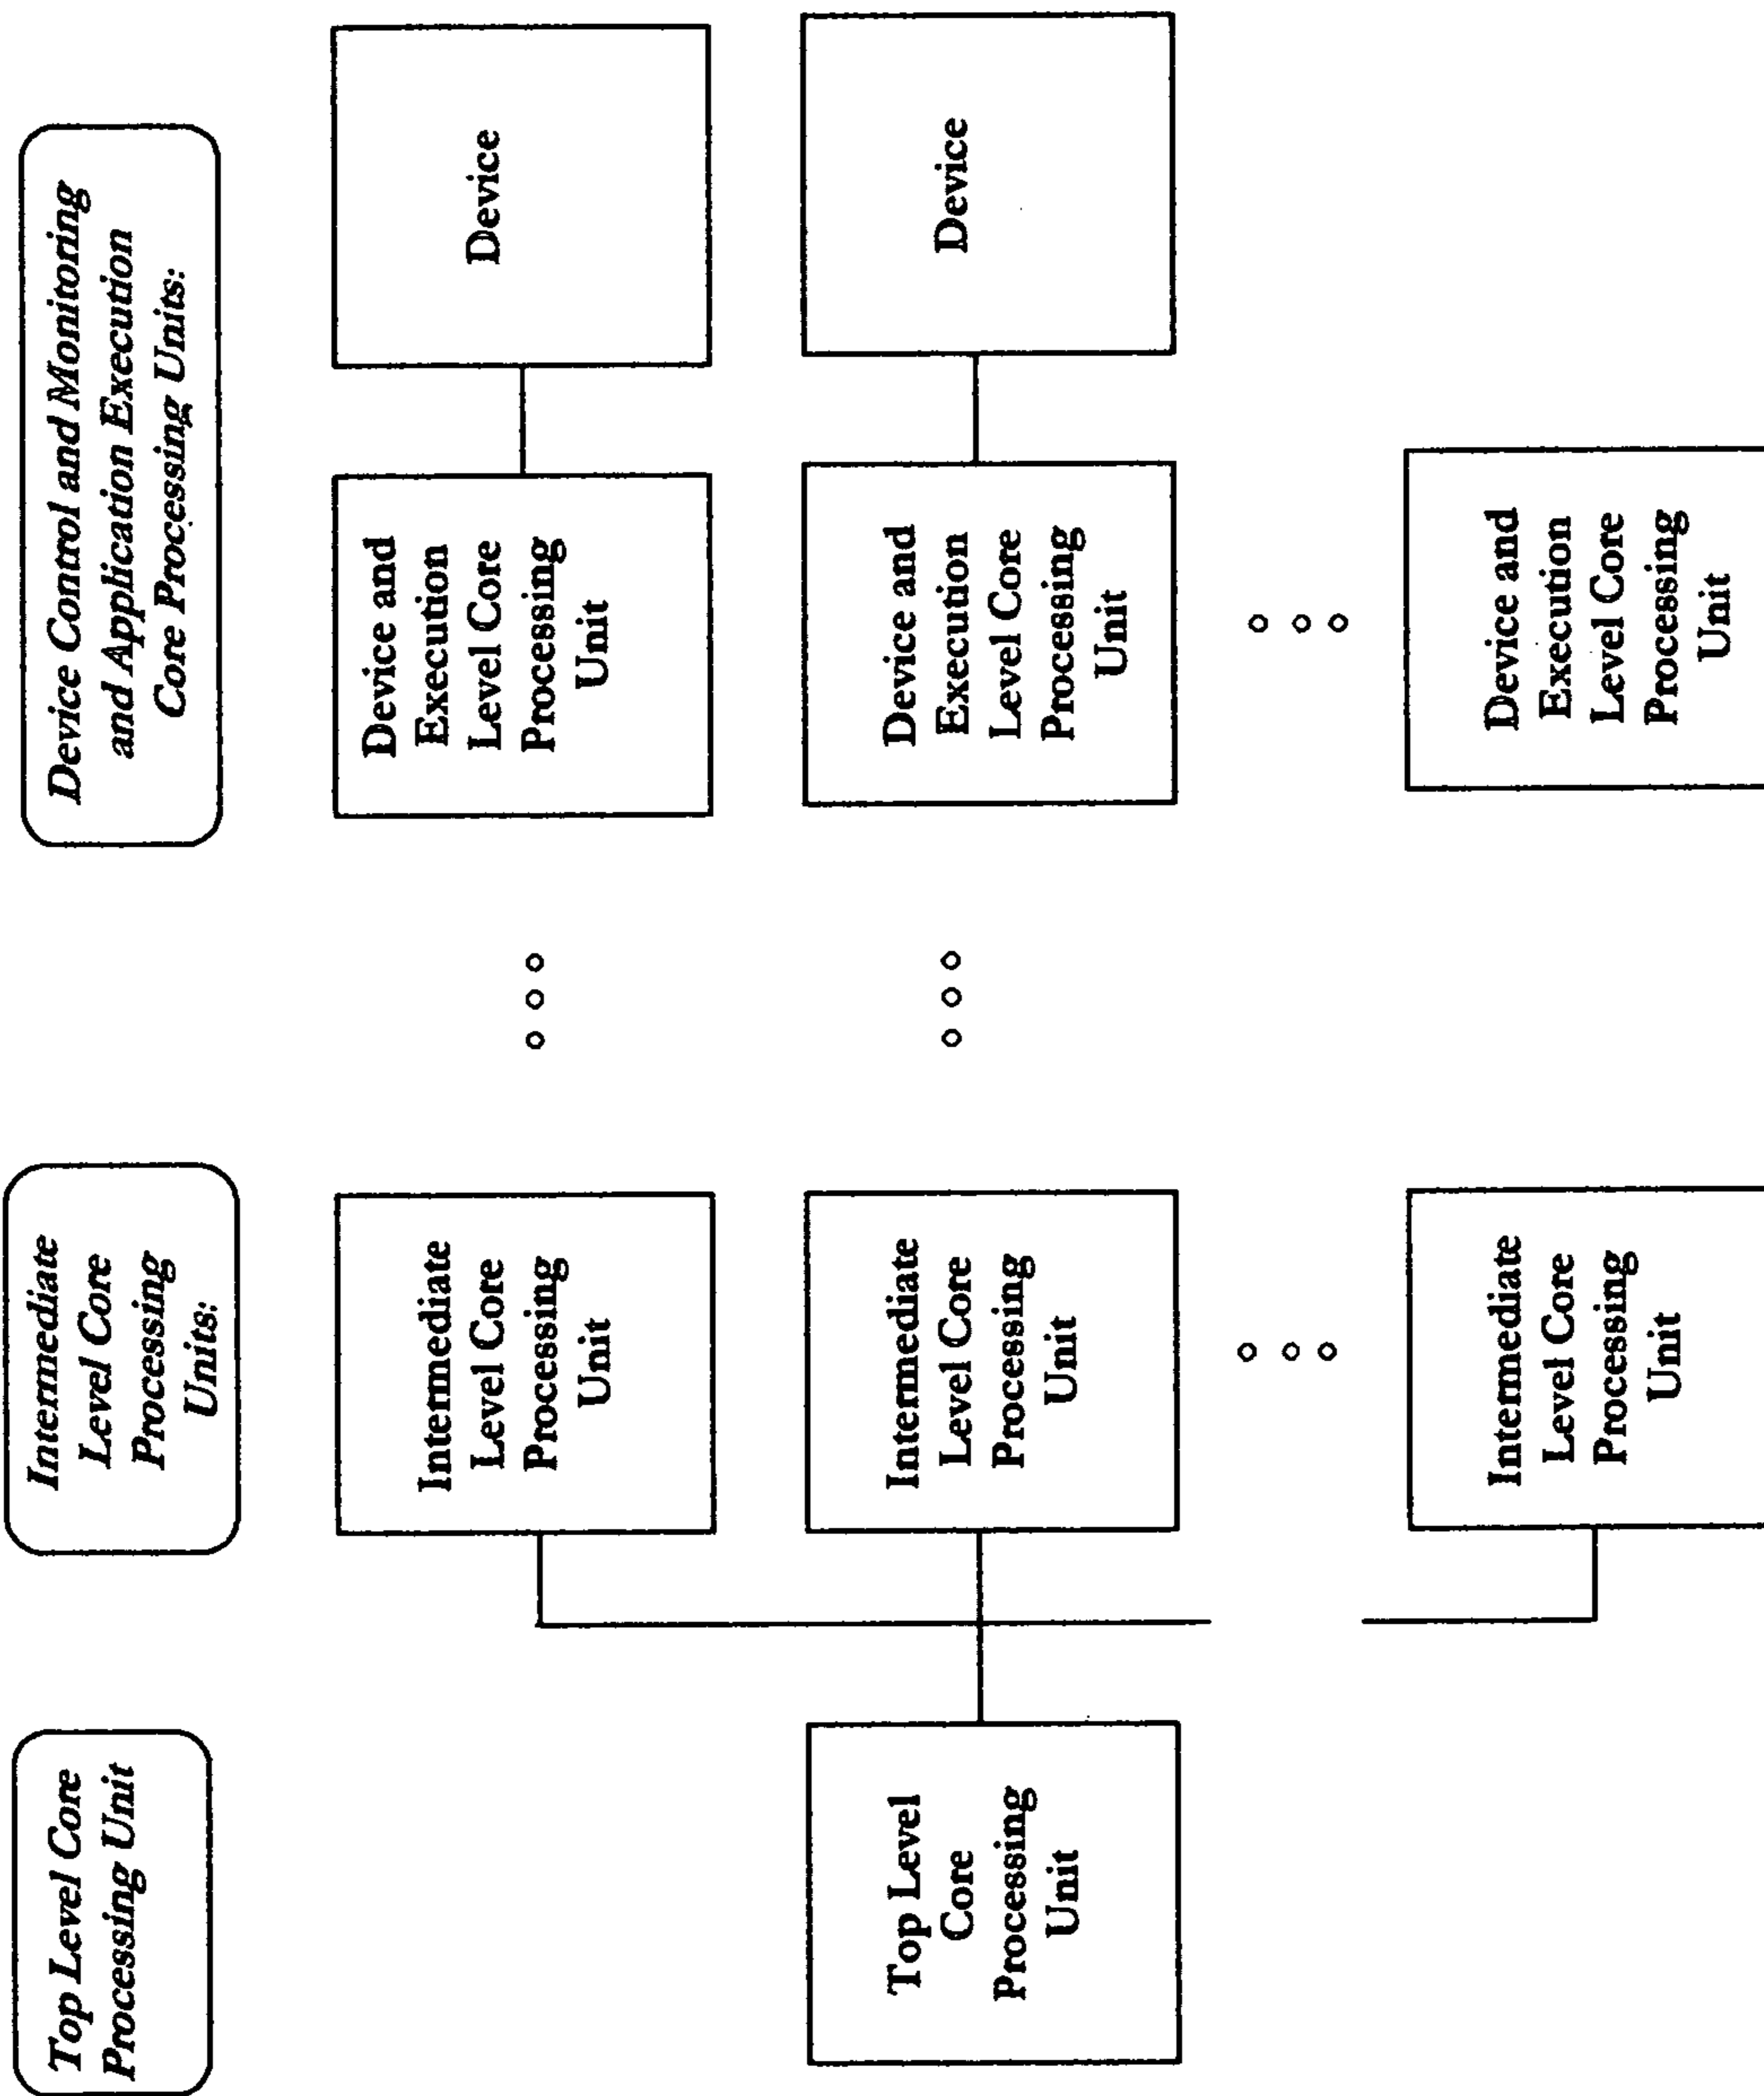 Top Level Core
Processing Unit
Intermediate
Level Core
Processing
Units:
Device Control and Monitoring
and Application Execution
Core Processing Units:
Intermediate
Level Core
Processing
Unit
Device and
Execution
Level Core
Processing
Unit
Device
Top Level
Core
Processing
Unit
Intermediate
Level Core
Processing
Unit
Device and
Execution
Level Core
Processing
Unit
Device
Intermediate
Level Core
Processing
Unit
Device and
Execution
Level Core
Processing
Unit